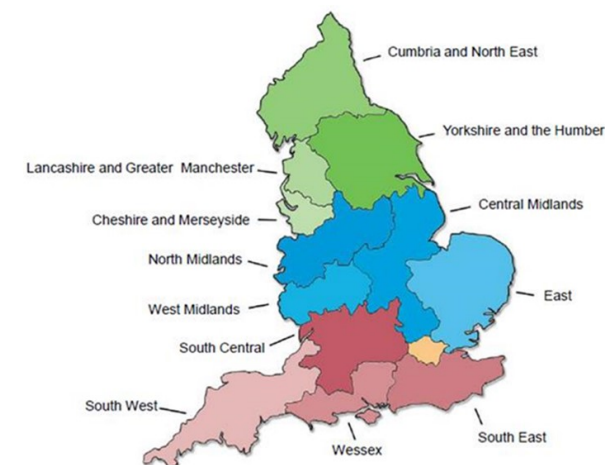 Cumbria and North East
Yorkshire and the Humber
Lancashire and Greater Manchester
Central Midlands
Cheshire and Merseyside
North Midlands
East
West Midlands
South Central
South West
South East
Wessex